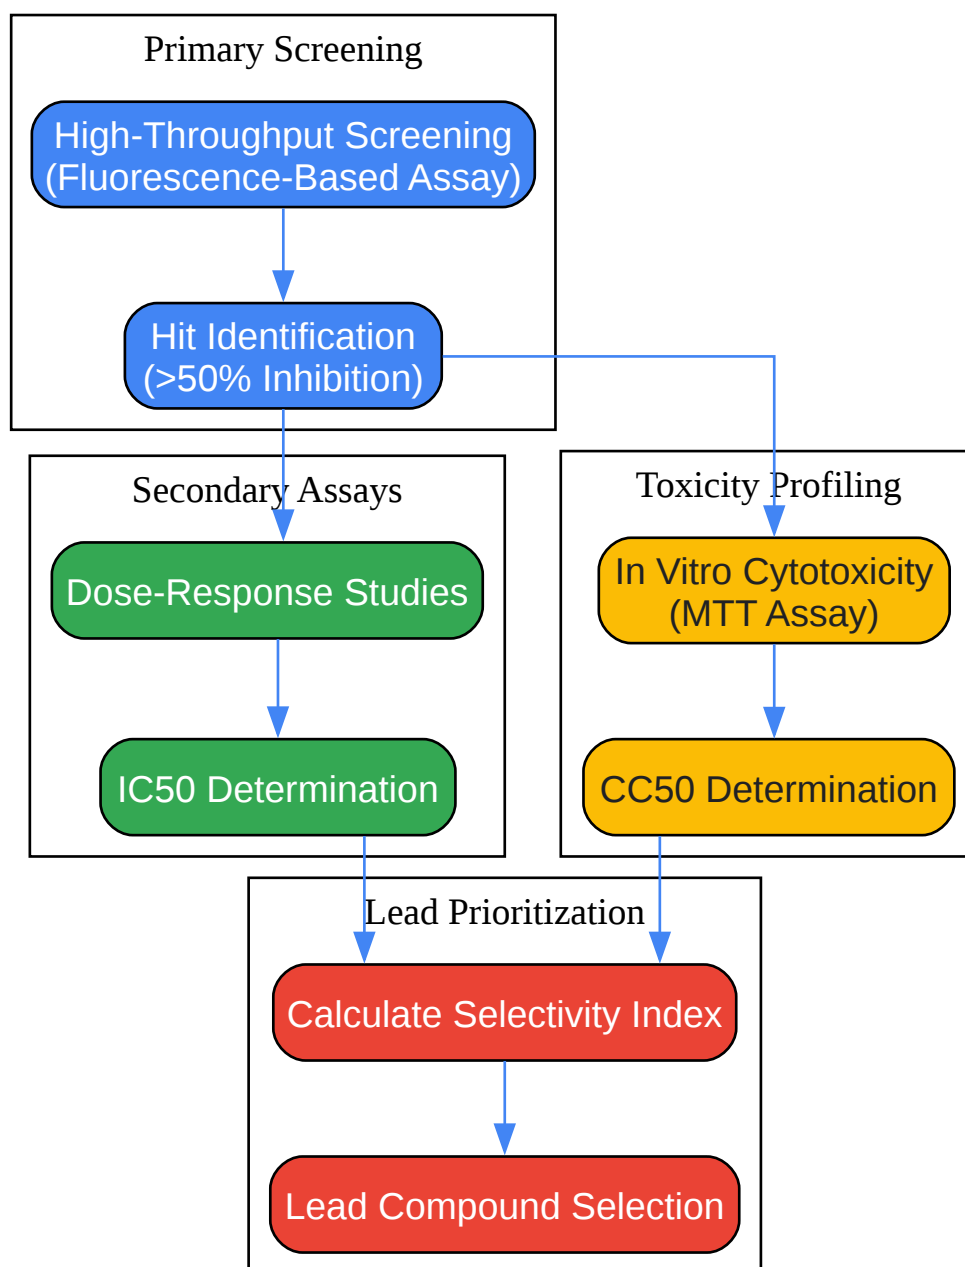 Primary Screening
High-Throughput Screening
(Fluorescence-Based Assay)
Hit Identification
(>50% Inhibition)
Secondary Assays
Dose-Response Studies
IC50 Determination
Toxicity Profiling
In Vitro Cytotoxicity
(MTT Assay)
CC50 Determination
Lead Prioritization
Calculate Selectivity Index
Lead Compound Selection